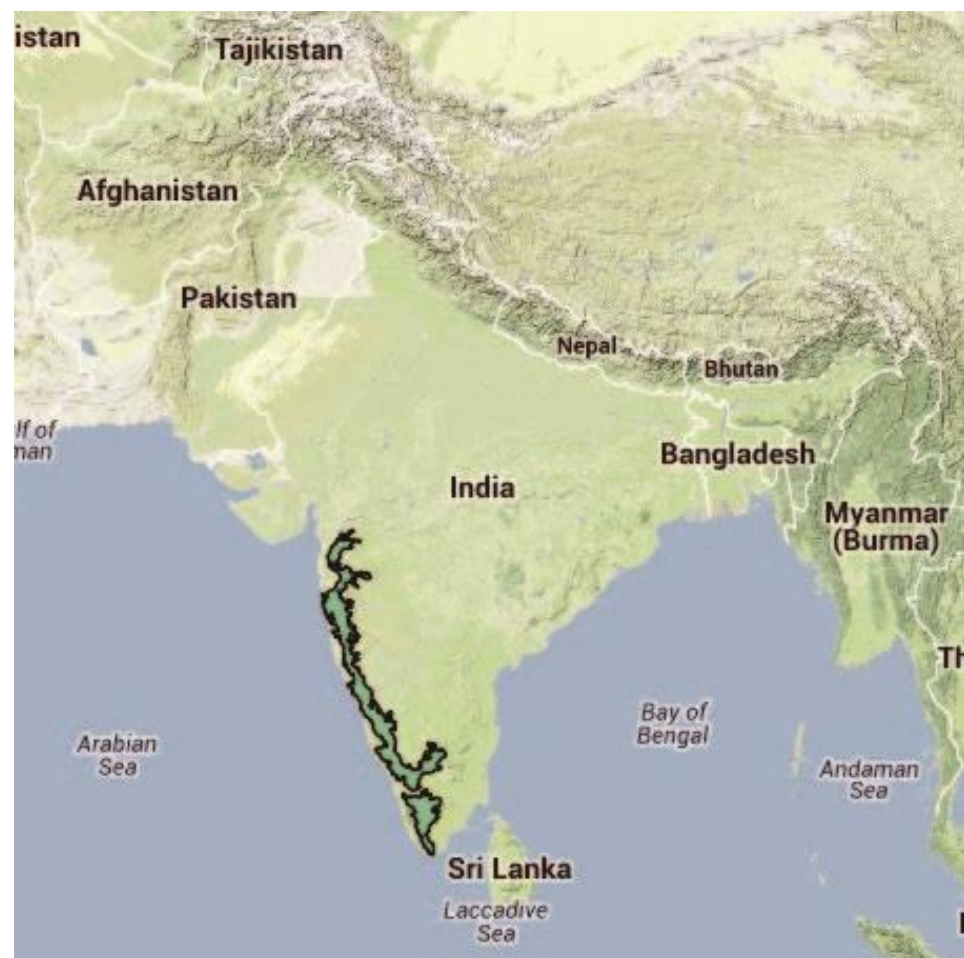 istan
Tajikistan
Afghanistan
Pakistan
Nepal
Bhutan
lf of
nan
Bangladesh
India
Myanmar
(Burma)
Th
Bay of
Bengal
Arabian
Sea
Andaman
Sea
Sri Lanka
Laccadive
Sea